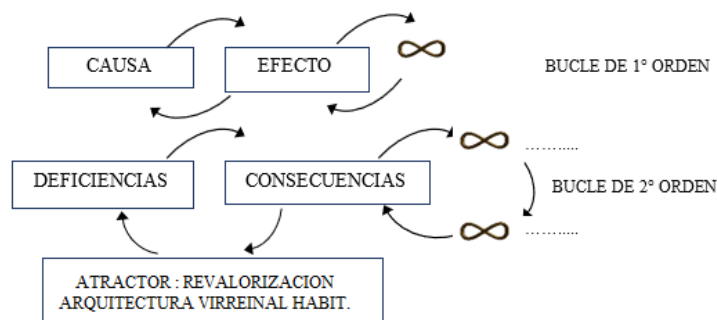 CAUSA
EFECTO
BUCLE DE 1° ORDEN
DEFICIENCIAS
CONSECUENCIAS
…….....
BUCLE DE 2° ORDEN
…….....
ATRACTOR : REVALORIZACION
ARQUITECTURA VIRREINAL HABIT.